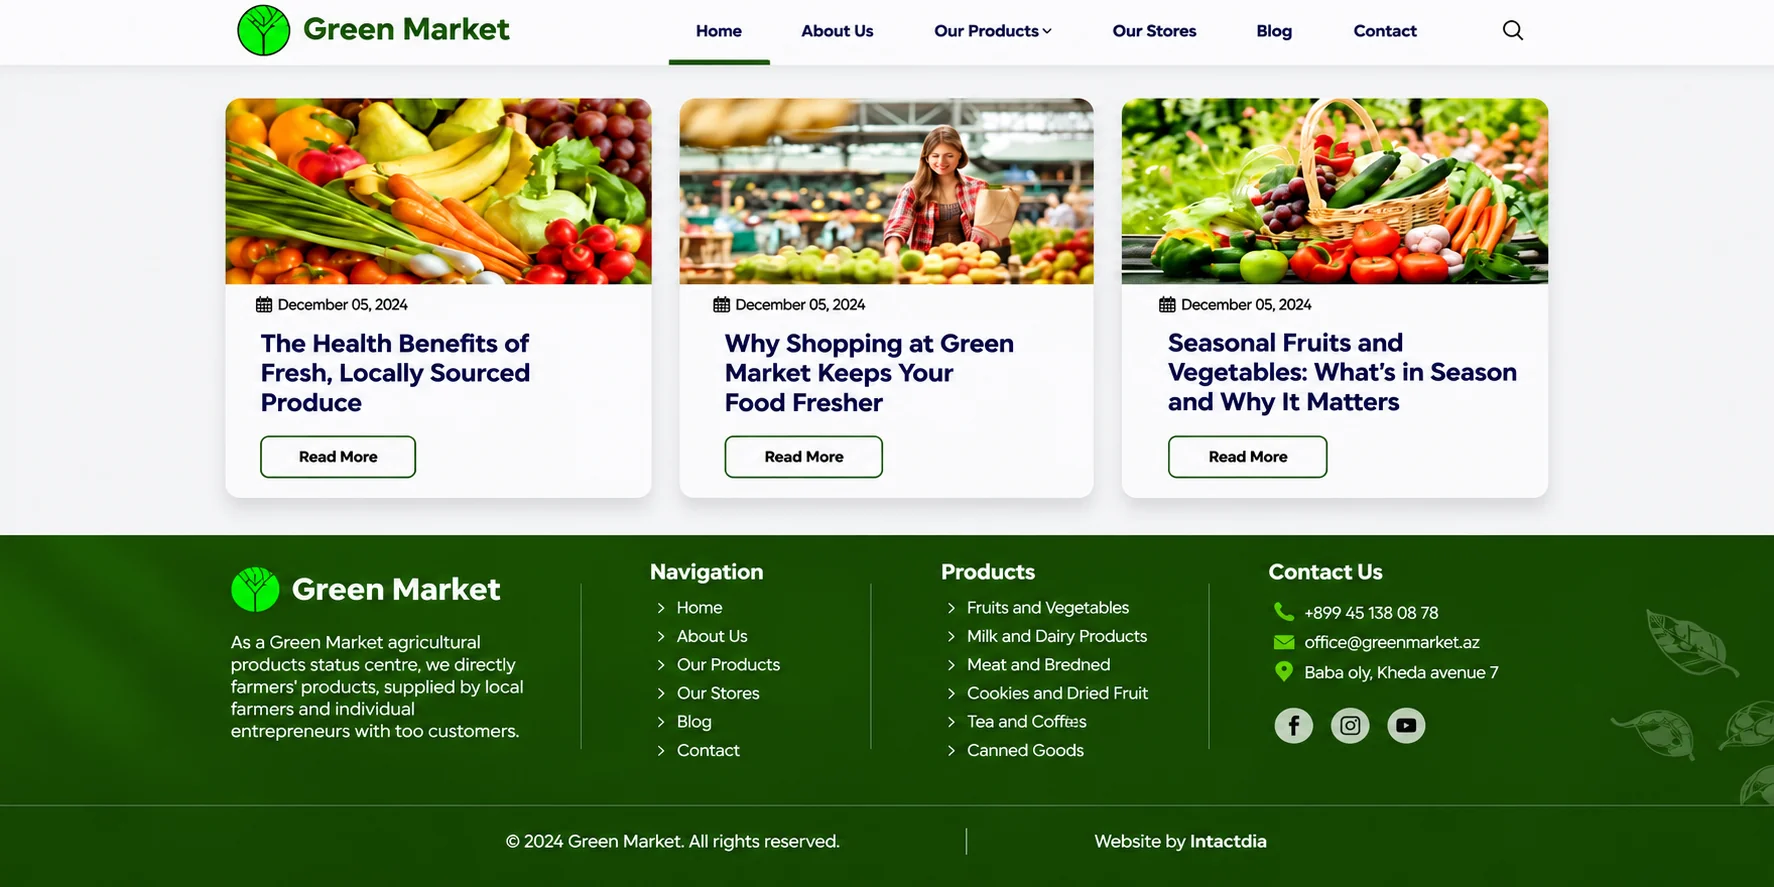 Green Market
Home About Us Our Products Our Stores Blog Contact
December 05, 2024
The Health Benefits of
Fresh, Locally Sourced
Produce
Read More
December 05, 2024
Why Shopping at Green
Market Keeps Your
Food Fresher
Read More
December 05, 2024
Seasonal Fruits and
Vegetables: What's in Season
and Why It Matters
Read More
Green Market
As a Green Market agricultural
products status centre, we directly
farmers' products, supplied by local
farmers and individual
entrepreneurs with too customers.
Navigation
Home
About Us
Our Products
Our Stores
Blog
Contact
Products
Fruits and Vegetables
Milk and Dairy Products
Meat and Bredned
Cookies and Dried Fruit
Tea and
Canned Goods
Contact Us
+899 45 138 08 78
office@greenmarket.az
Baba oly, Kheda avenue 7
© 2024 Green Market. All rights reserved.
Website by Intactdia